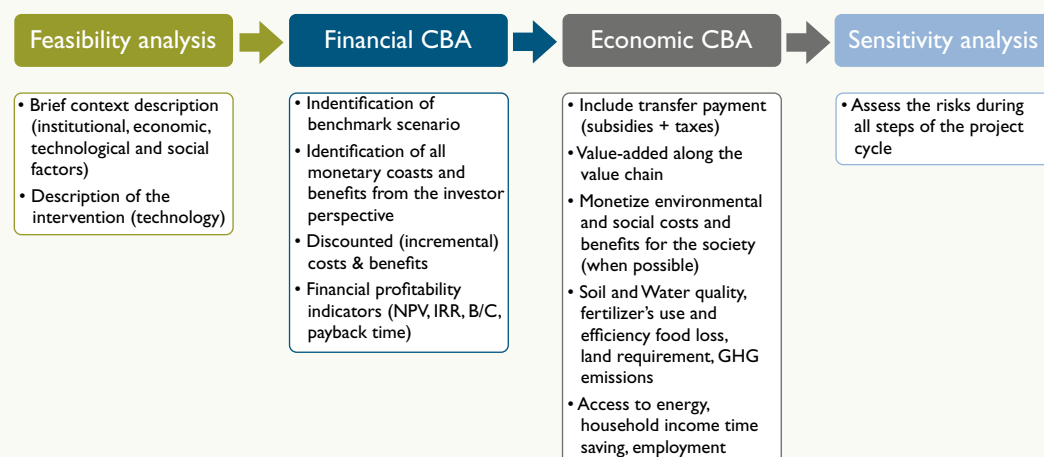 Feasibility analysis
Financial CBA
Economic CBA
Sensitivity analysis
• Brief context description
(institutional, economic,
technological and social
factors)
• Description of the
intervention (technology)
• Indentification of
benchmark scenario
• Identification of all
monetary coasts and
benefits from the investor
perspective
• Discounted (incremental)
costs & benefits
• Financial profitability
indicators (NPV, IRR, B/C,
payback time)
• Include transfer payment
(subsidies + taxes)
• Value-added along the
value chain
• Monetize environmental
and social costs and
benefits for the society
(when possible)
• Soil and Water quality,
fertilizer's use and
efficiency food loss,
land requirement, GHG
emissions
• Access to energy,
household income time
saving, employment
• Assess the risks during
all steps of the project
cycle